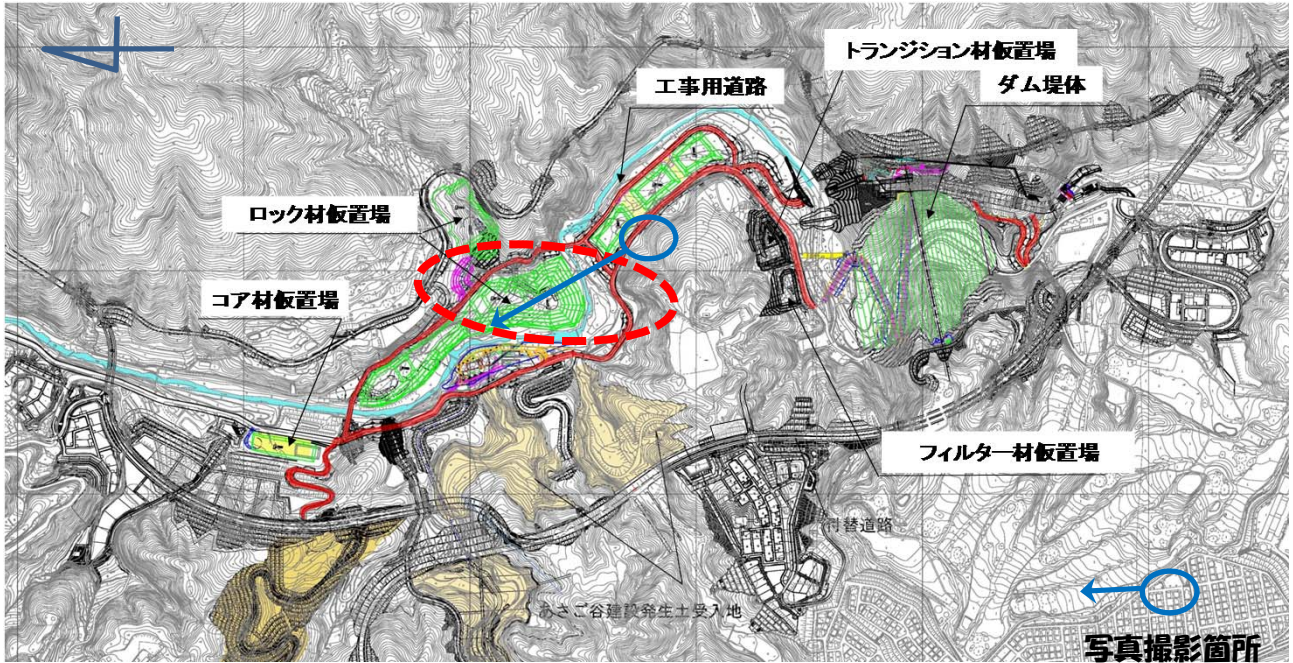 トランジション材仮置場
工事用道路
ダム堤体
ロック材仮置場
コア材仮置場
フィルター材仮置場
付替道路
あさご谷建設発生土受入地
写真撮影箇所